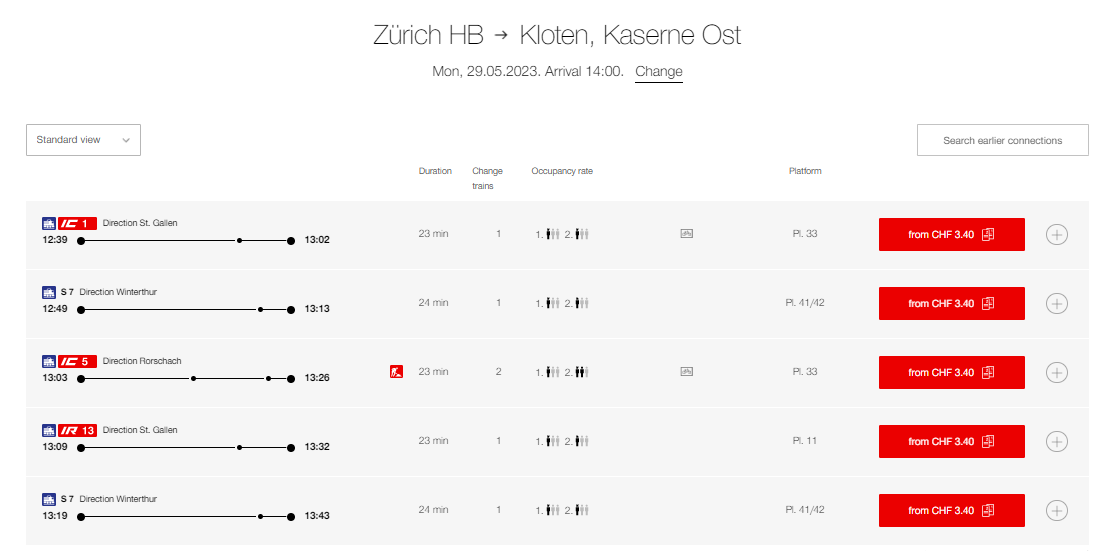 Zürich HB → Kloten, Kaserne Ost
Mon, 29.05.2023. Arrival 14:00. Change
Standard view
Search earlier connections
Duration Change trains Occupancy rate Platform
IC 1 Direction St. Gallen
12:39 13:02 23 min 1 1. 2. Pl. 33 from CHF 3.40
S 7 Direction Winterthur
12:49 13:13 24 min 1 1. 2. Pl. 41/42 from CHF 3.40
IC 5 Direction Rorschach
13:03 13:26 23 min 2 1. 2. Pl. 33 from CHF 3.40
IR 13 Direction St. Gallen
13:09 13:32 23 min 1 1. 2. Pl. 11 from CHF 3.40
S 7 Direction Winterthur
13:19 13:43 24 min 1 1. 2. Pl. 41/42 from CHF 3.40